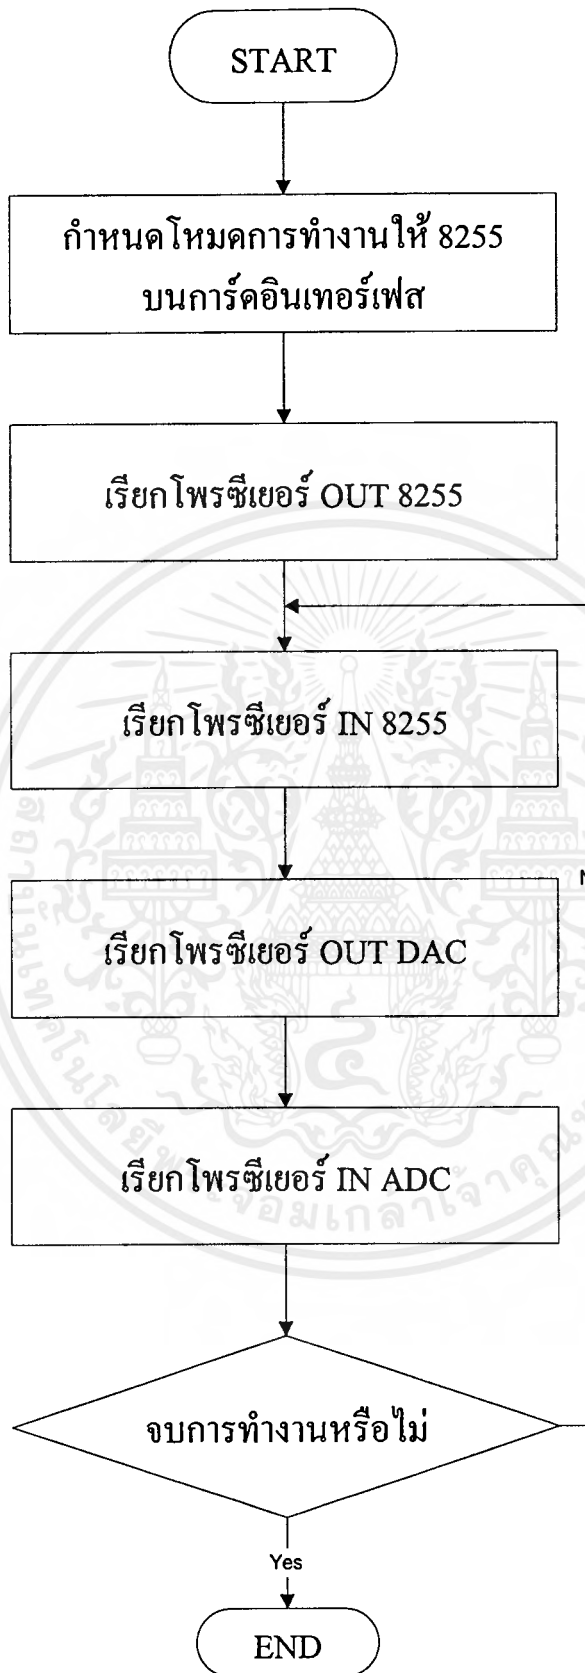 START
กำหนดโหมดการทำงานให้ 8255
บนการ์คอินเทอร์เฟส
เรียกโพรซีเยอร์ OUT 8255
เรียกโพรซีเยอร์ IN 8255
เรียกโพรซีเยอร์ OUT DAC
เรียกโพรซีเยอร์ IN ADC
จบการทำงานหรือไม่
Yes
END